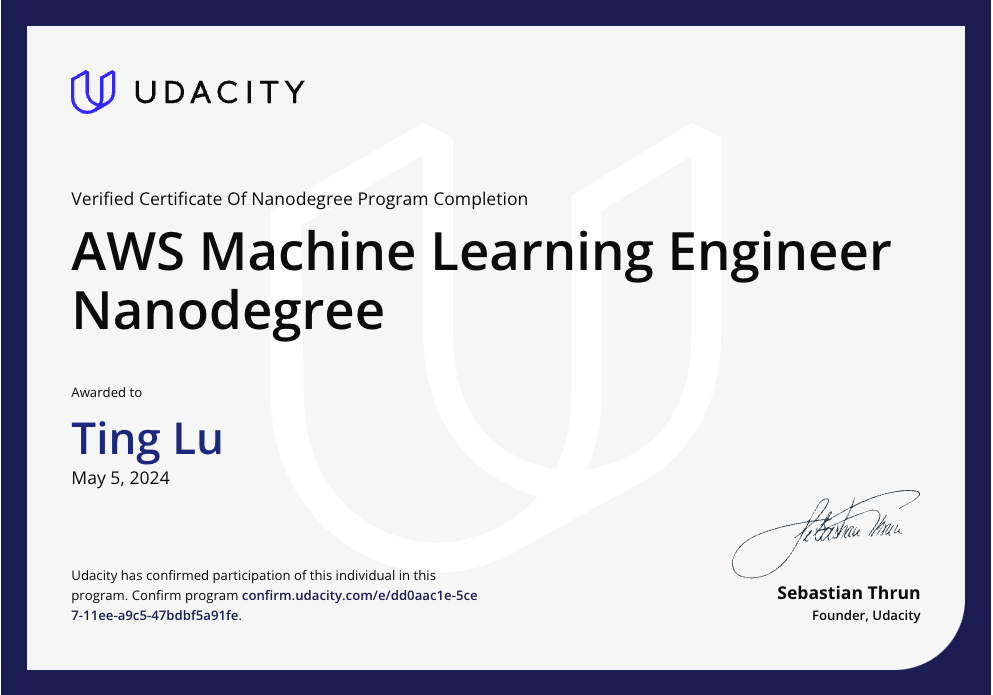 UDACITY
Verified Certificate Of Nanodegree Program Completion
AWS Machine Learning Engineer
Nanodegree
Awarded to
Ting Lu
May 5, 2024
Udacity has confirmed participation of this individual in this
program. Confirm program confirm.udacity.com/e/dd0aac1e-5ce
7-11ee-a9c5-47bdbf5a91fe.
Sebastian Thrun
Sebastian Thrun
Founder, Udacity